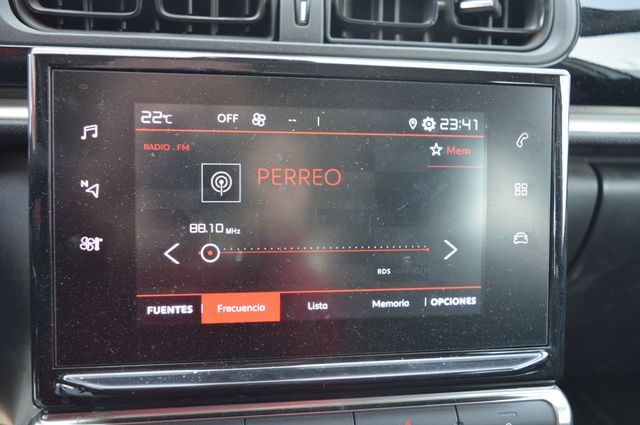 22°C OFF -- 23:41
RADIO . FM
Mem
PERREO
N
88.10 MHz
RDS
FUENTES Frecuencia Lista Memoria OPCIONES